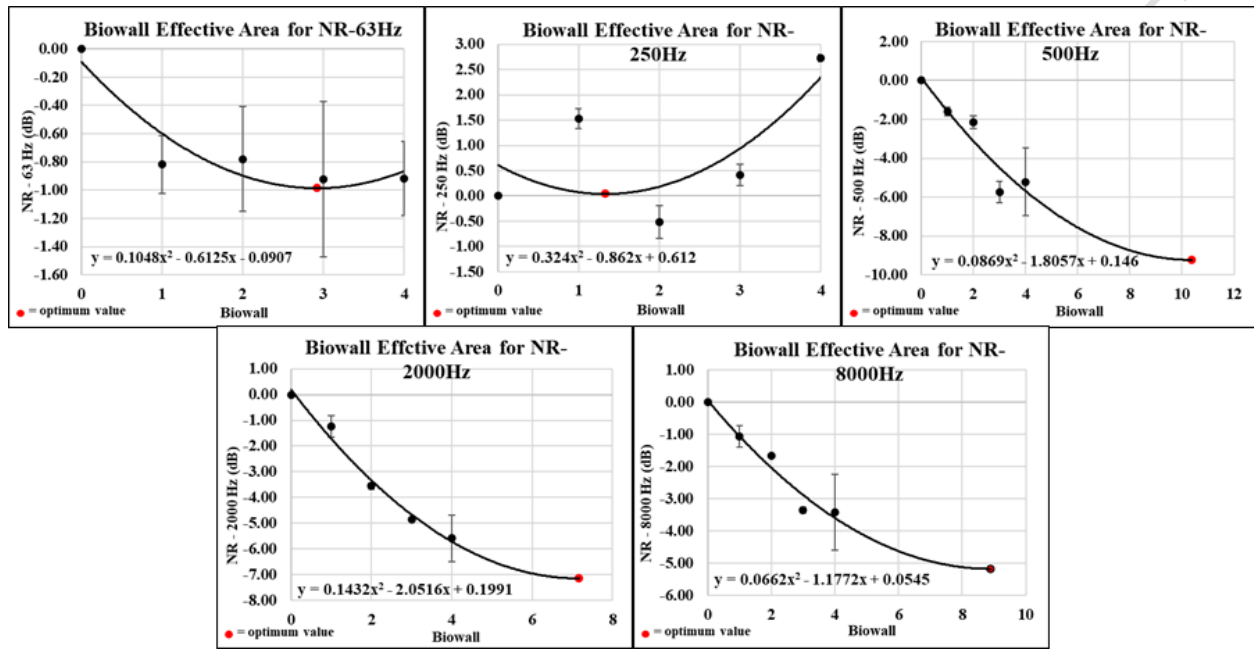 Biowall Effective Area for NR-63Hz
0.00
-0.20
-0.40
-0.60
-0.80
-1.00
-1.20
-1.40
-1.60
NR - 63 Hz (dB)
y = 0.1048x² - 0.6125x - 0.0907
0 1 2 3 4
Biowall
= optimum value
Biowall Effective Area for NR-
250Hz
3.00
2.50
2.00
1.50
1.00
0.50
0.00
-0.50
-1.00
-1.50
NR - 250 Hz (dB)
y = 0.324x² - 0.862x + 0.612
0 1 2 3 4
Biowall
= optimum value
Biowall Effective Area for NR-
500Hz
2.00
0.00
-2.00
-4.00
-6.00
-8.00
-10.00
NR - 500 Hz (dB)
y = 0.0869x² - 1.8057x + 0.146
0 2 4 6 8 10 12
Biowall
= optimum value
Biowall Effctive Area for NR-
2000Hz
1.00
0.00
-1.00
-2.00
-3.00
-4.00
-5.00
-6.00
-7.00
-8.00
NR - 2000 Hz (dB)
y = 0.1432x² - 2.0516x + 0.1991
0 2 4 6 8
Biowall
= optimum value
Biowall Effective Area for NR-
8000Hz
1.00
0.00
-1.00
-2.00
-3.00
-4.00
-5.00
-6.00
NR - 8000 Hz (dB)
y = 0.0662x² - 1.1772x + 0.0545
0 2 4 6 8 10
Biowall
= optimum value